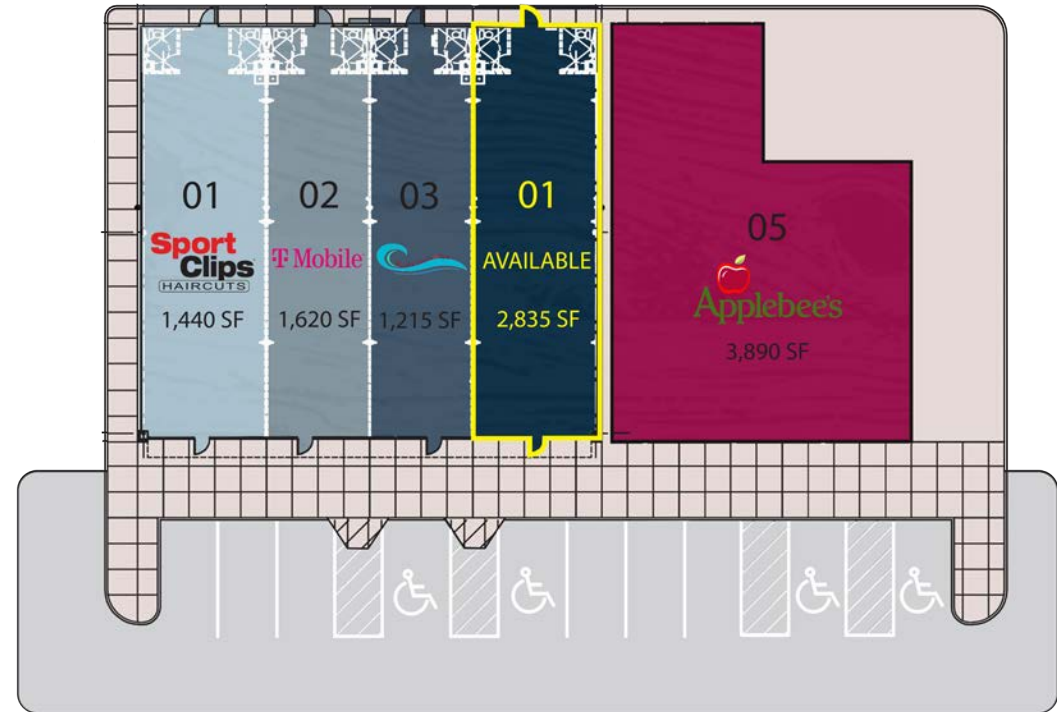 01
Sport
Clips
HAIRCUTS
1,440 SF
02
T Mobile
1,620 SF
03
1,215 SF
01
AVAILABLE
2,835 SF
05
Applebee's
3,890 SF